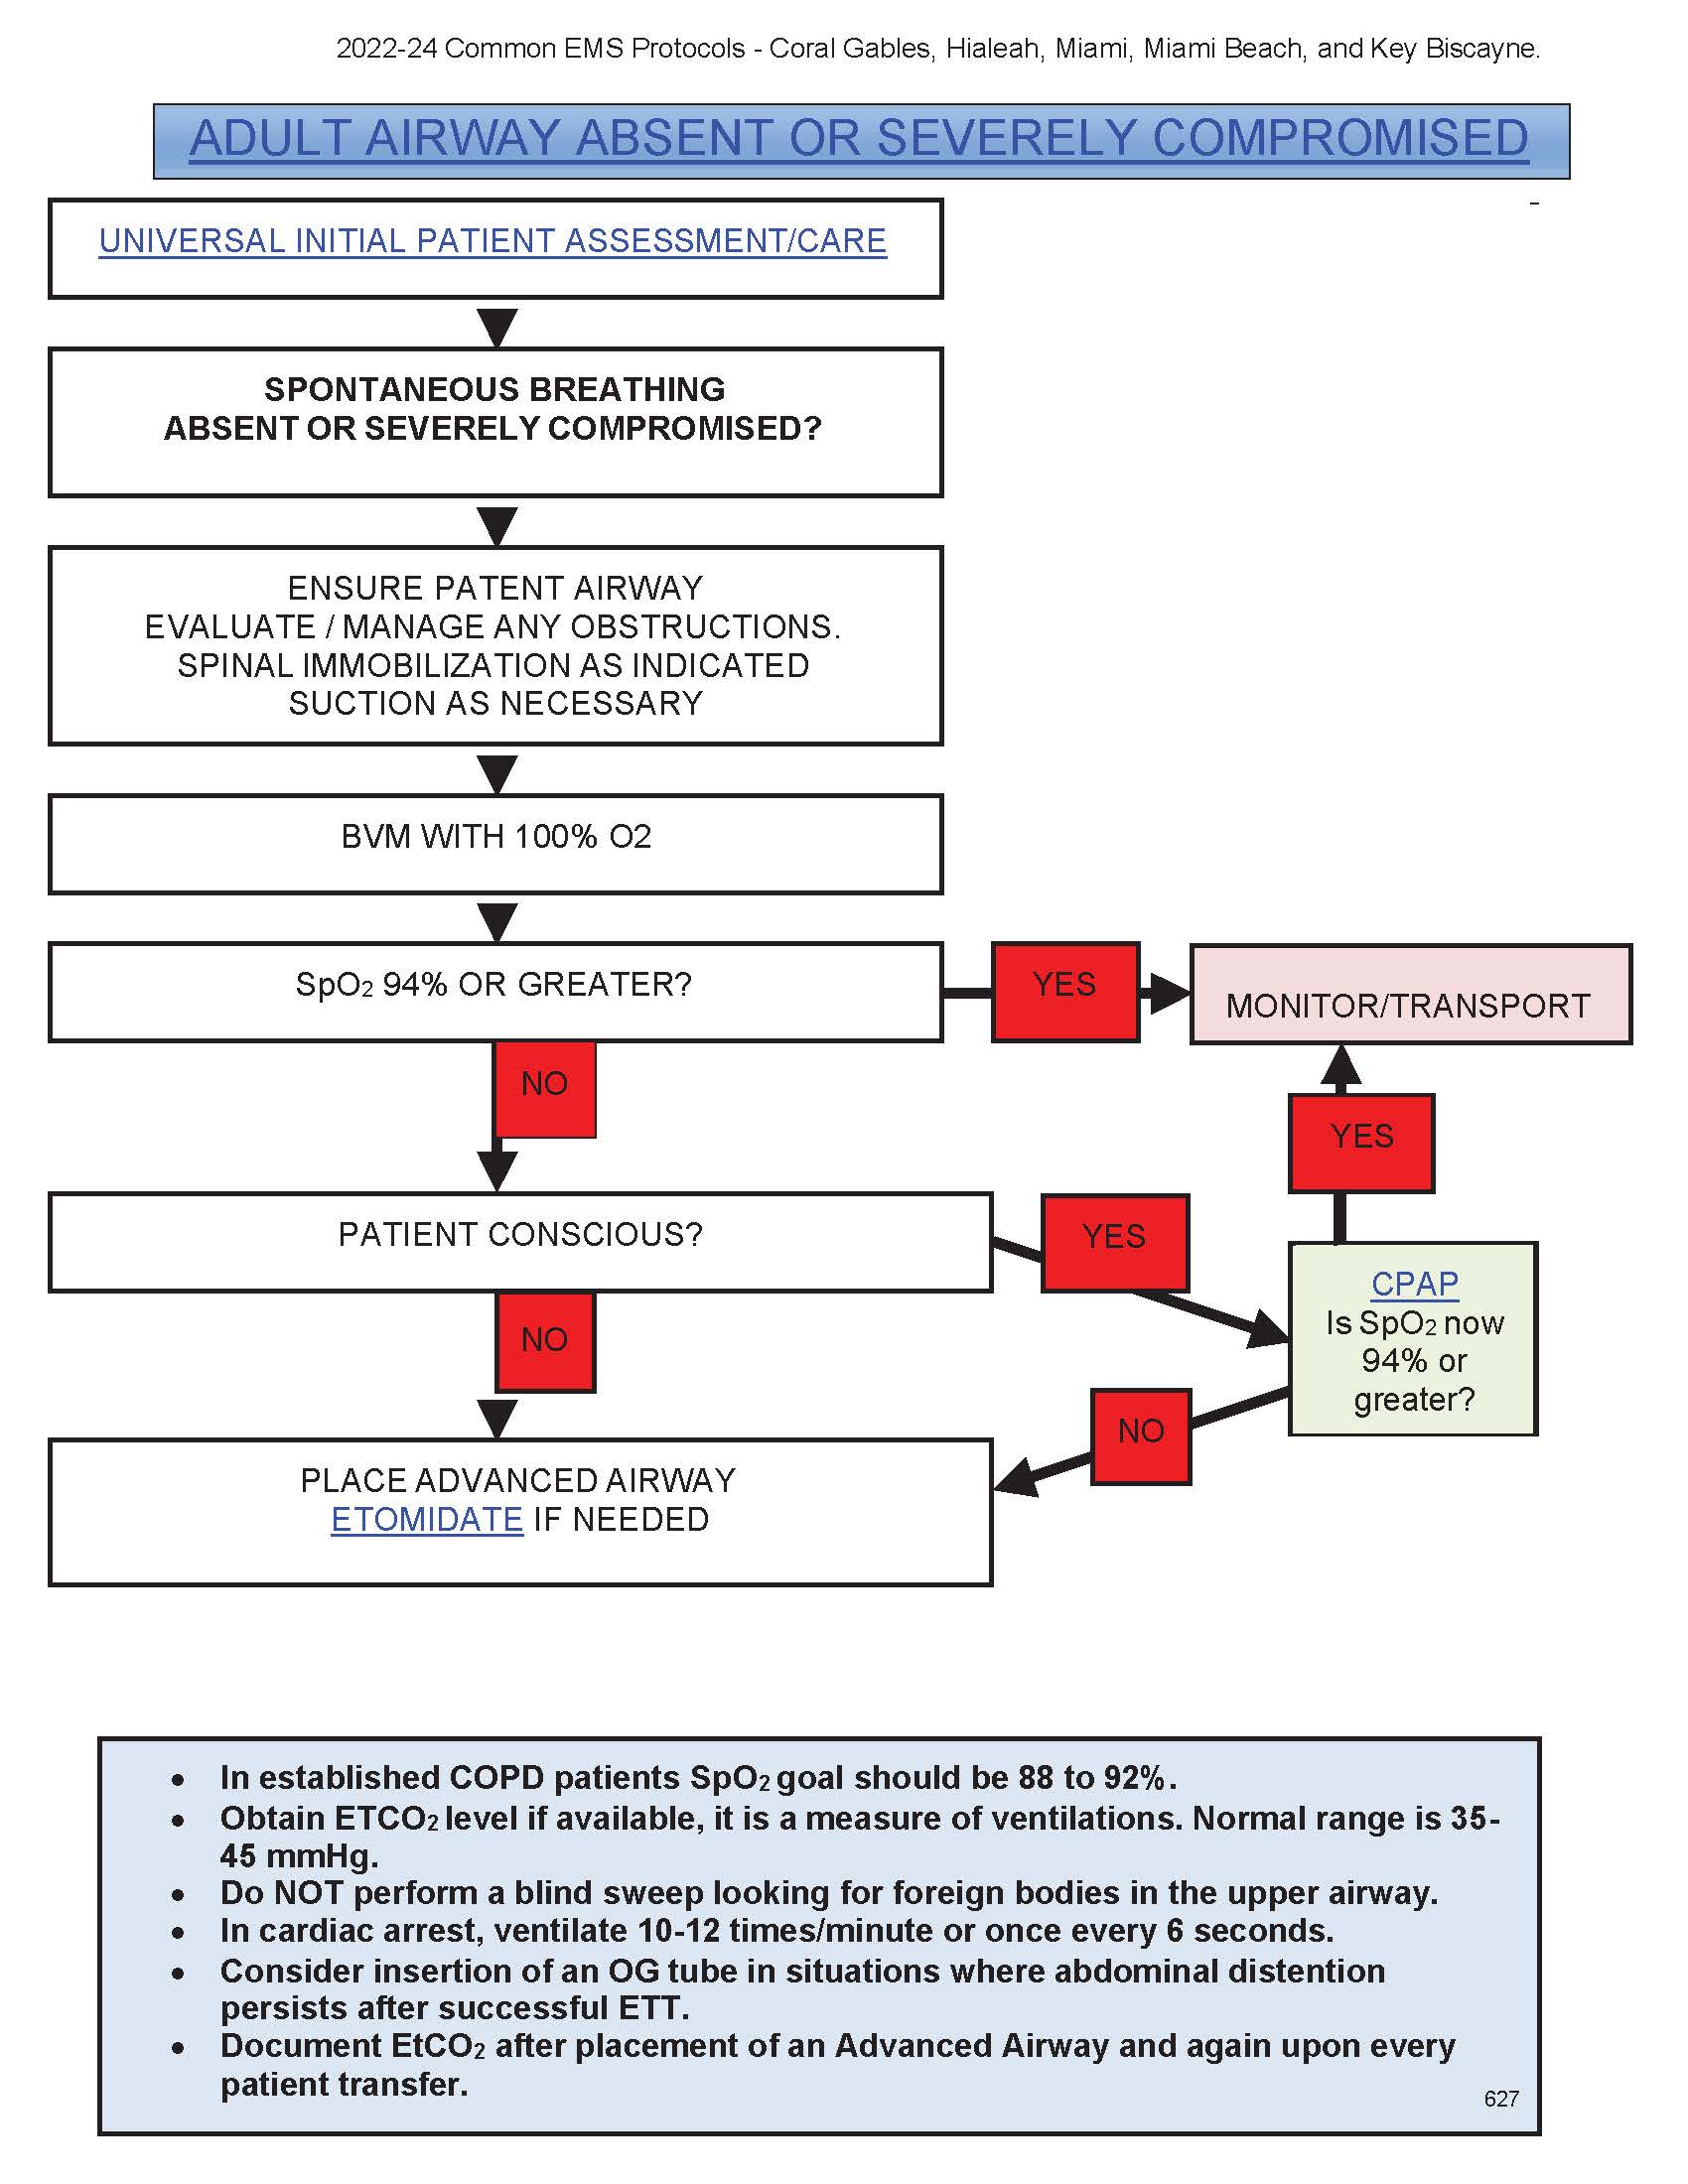 2022-24 Common EMS Protocols - Coral Gables, Hialeah, Miami, Miami Beach, and Key Biscayne.
ADULT AIRWAY ABSENT OR SEVERELY COMPROMISED
UNIVERSAL INITIAL PATIENT ASSESSMENT/CARE
SPONTANEOUS BREATHING
ABSENT OR SEVERELY COMPROMISED?
ENSURE PATENT AIRWAY
EVALUATE / MANAGE ANY OBSTRUCTIONS.
SPINAL IMMOBILIZATION AS INDICATED
SUCTION AS NECESSARY
BVM WITH 100% O2
SpO₂ 94% OR GREATER?
YES
MONITOR/TRANSPORT
NO
YES
PATIENT CONSCIOUS?
YES
CPAP
Is SpO₂ now
94% or
greater?
NO
NO
PLACE ADVANCED AIRWAY
ETOMIDATE IF NEEDED
• In established COPD patients SpO₂ goal should be 88 to 92%.
• Obtain ETCO₂ level if available, it is a measure of ventilations. Normal range is 35-
45 mmHg.
• Do NOT perform a blind sweep looking for foreign bodies in the upper airway.
• In cardiac arrest, ventilate 10-12 times/minute or once every 6 seconds.
• Consider insertion of an OG tube in situations where abdominal distention
persists after successful ETT.
• Document EtCO₂ after placement of an Advanced Airway and again upon every
patient transfer.
627